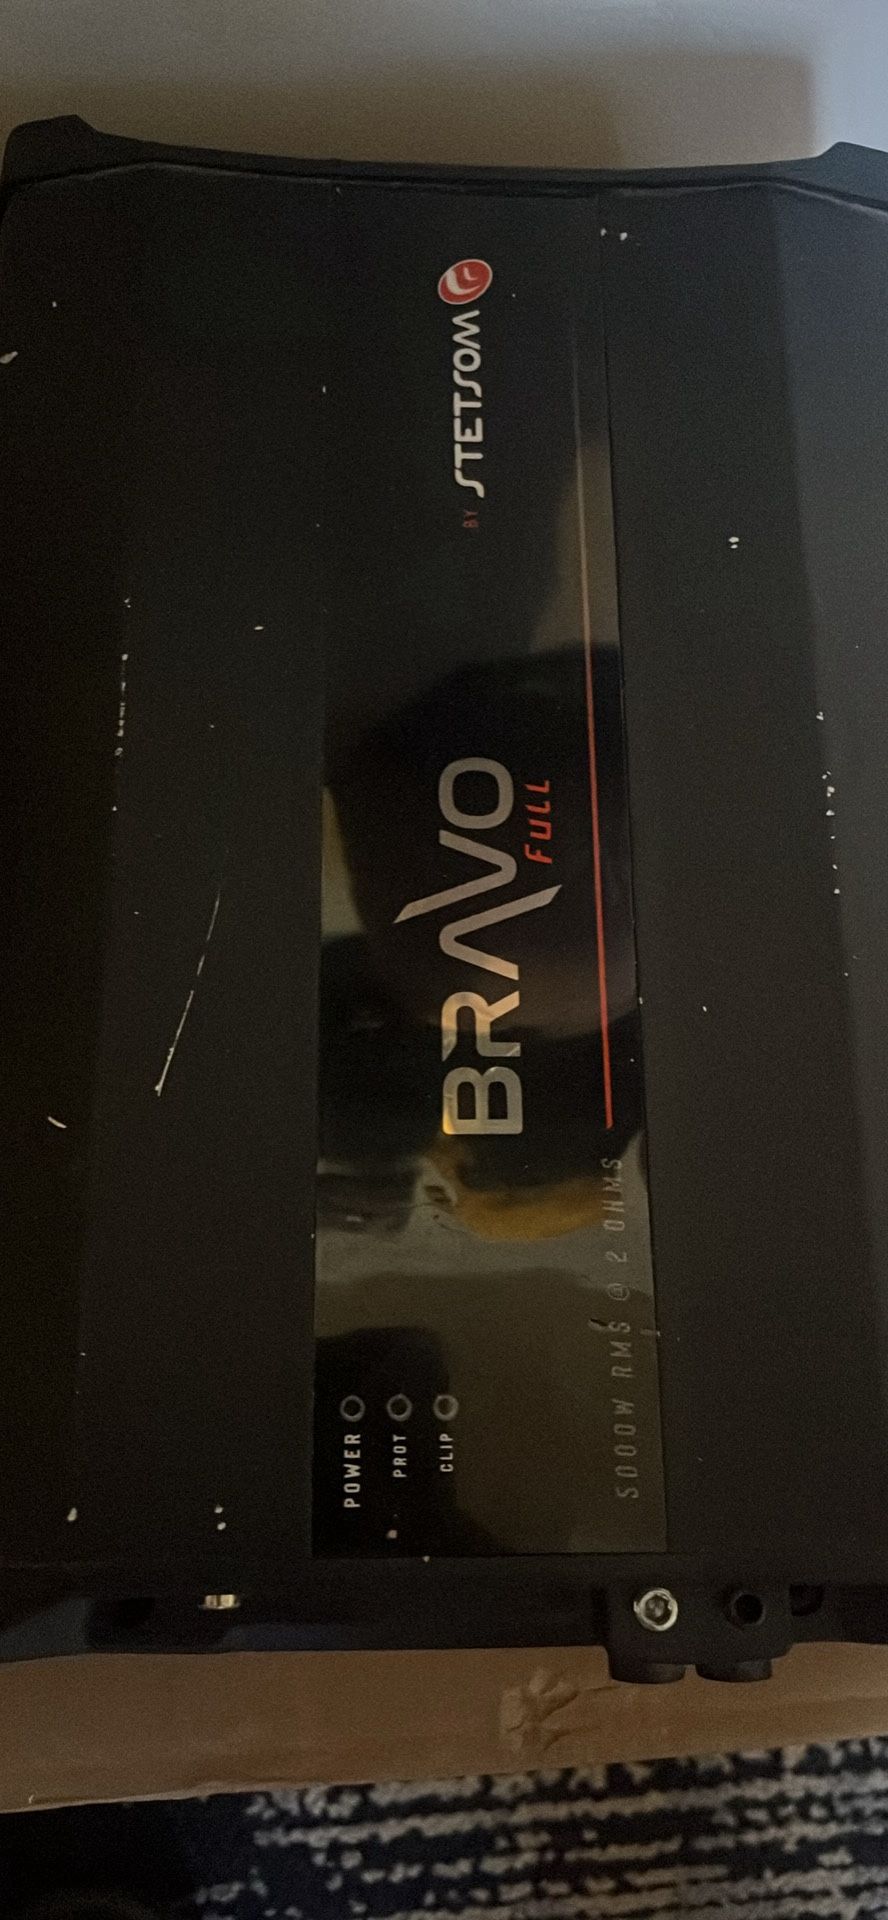 BY STETSOM
BRAVO
FULL
5000W RMS @ 2 OHMS
POWER
PROT
CLIP